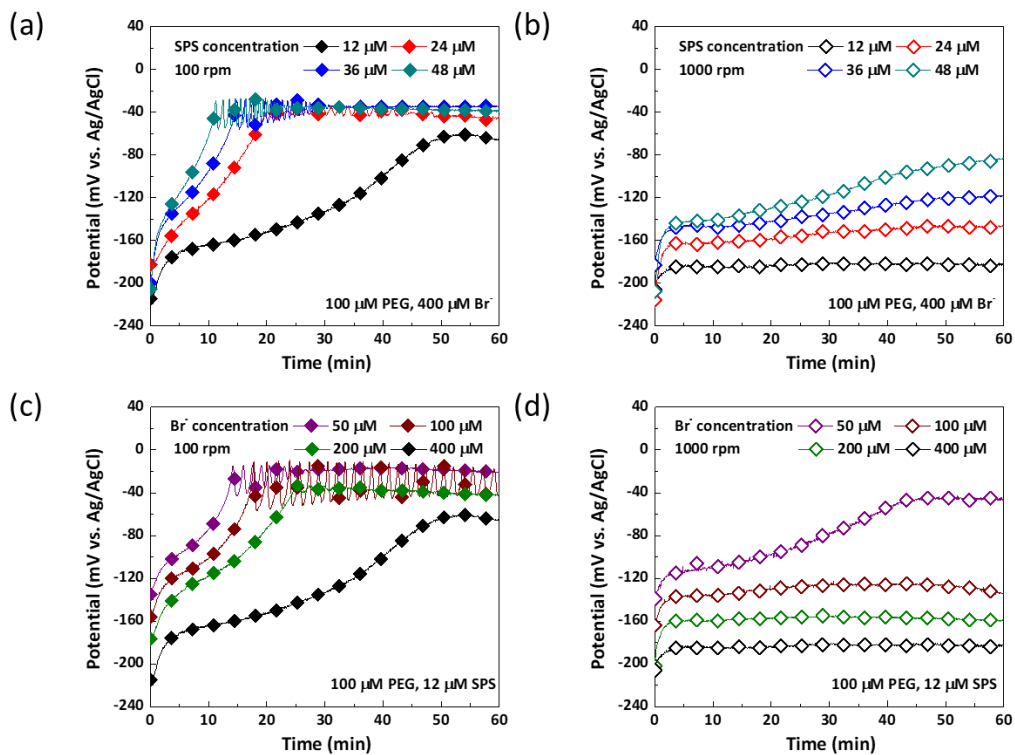 (a)
40
0
-40
-80
-120
-160
-200
-240
Potential (mV vs. Ag/AgCl)
SPS concentration 12 μM 24 μM
100 rpm 36 μM 48 μM
100 μM PEG, 400 μM Br-
0 10 20 30 40 50 60
Time (min)
(b)
40
0
-40
-80
-120
-160
-200
-240
Potential (mV vs. Ag/AgCl)
SPS concentration 12 μM 24 μM
1000 rpm 36 μM 48 μM
100 μM PEG, 400 μM Br-
0 10 20 30 40 50 60
Time (min)
(c)
40
0
-40
-80
-120
-160
-200
-240
Potential (mV vs. Ag/AgCl)
Br- concentration 50 μM 100 μM
100 rpm 200 μM 400 μM
100 μM PEG, 12 μM SPS
0 10 20 30 40 50 60
Time (min)
(d)
40
0
-40
-80
-120
-160
-200
-240
Potential (mV vs. Ag/AgCl)
Br- concentration 50 μM 100 μM
1000 rpm 200 μM 400 μM
100 μM PEG, 12 μM SPS
0 10 20 30 40 50 60
Time (min)